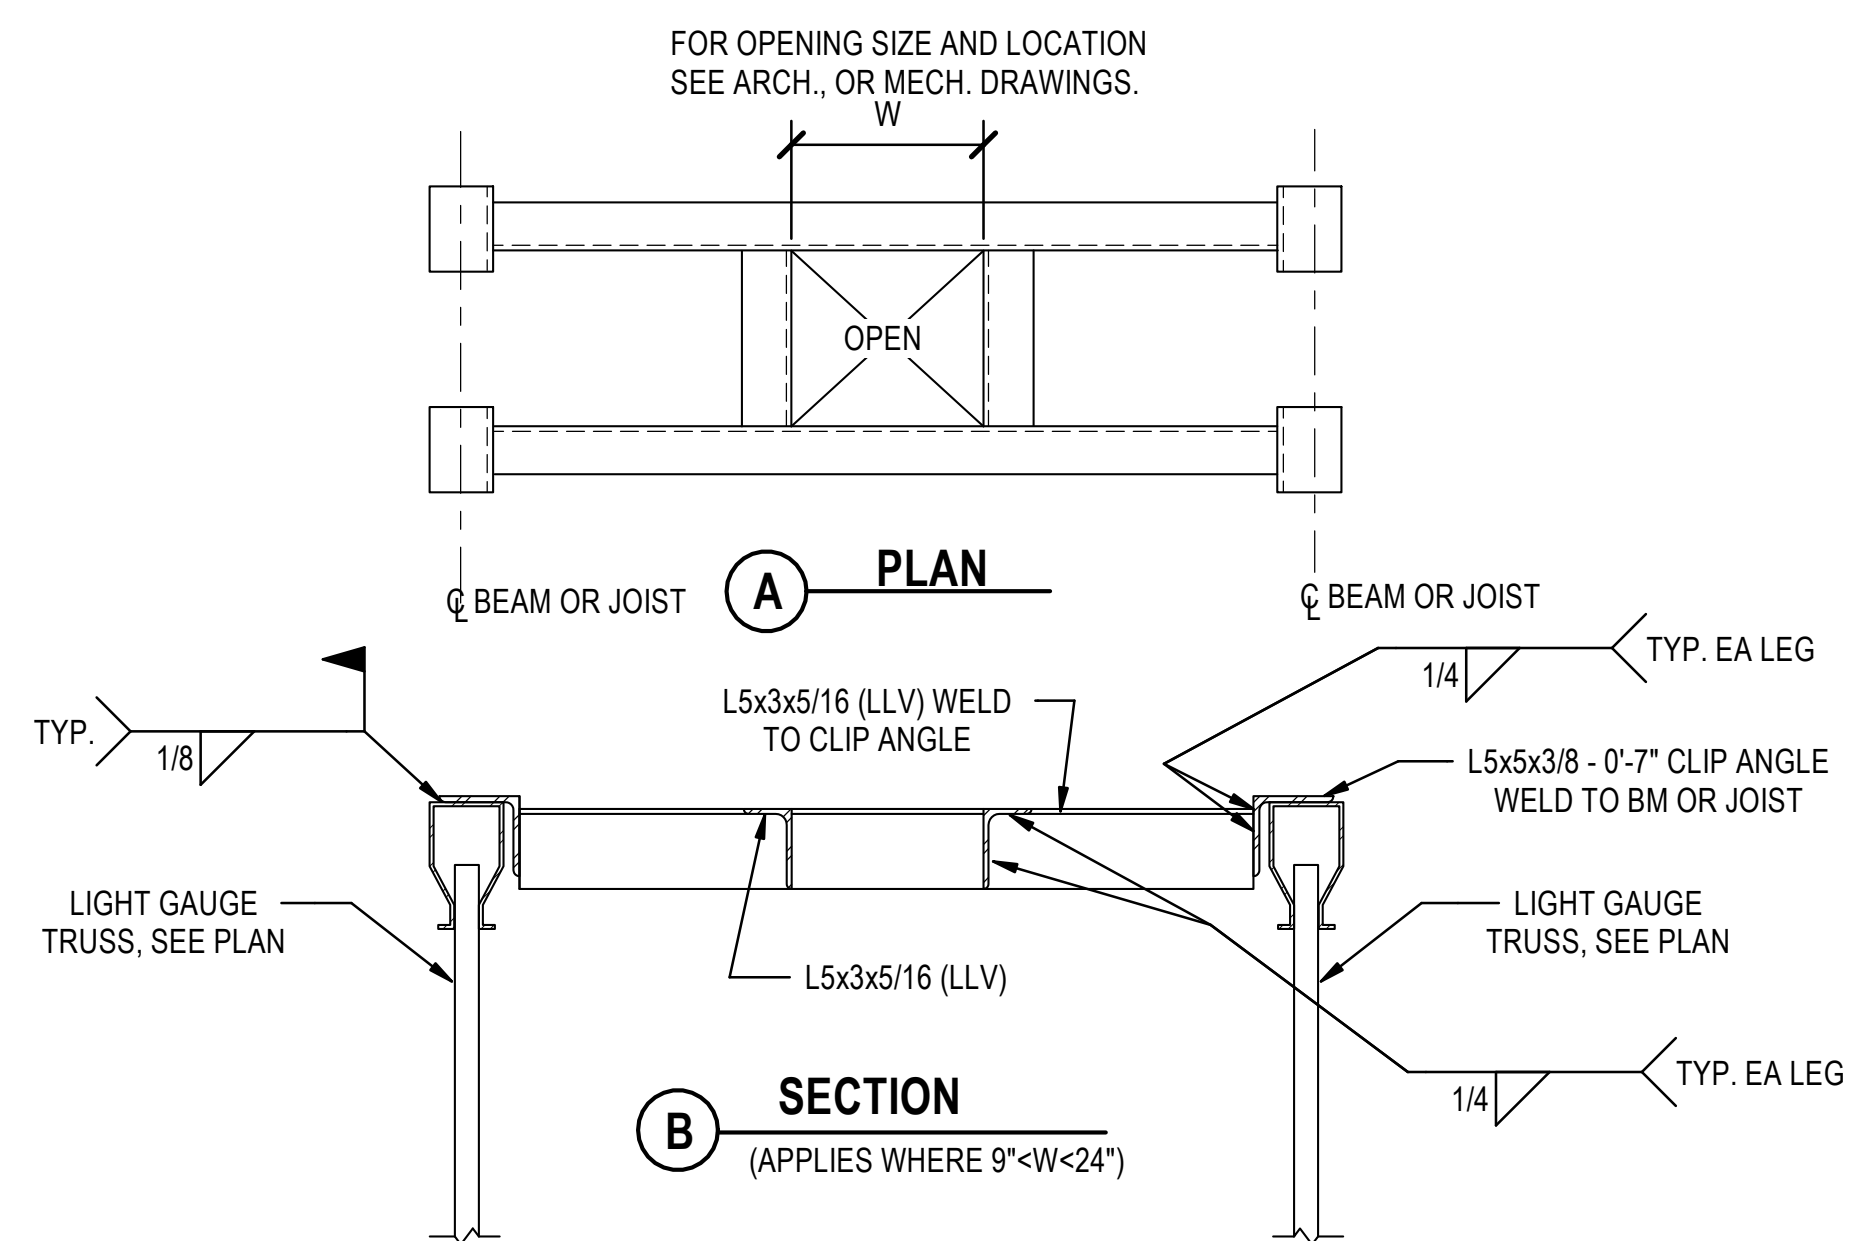 FOR OPENING SIZE AND LOCATION
SEE ARCH., OR MECH. DRAWINGS.
W
OPEN
℄ BEAM OR JOIST
A
PLAN
℄ BEAM OR JOIST
TYP.
1/8
L5x3x5/16 (LLV) WELD
TO CLIP ANGLE
1/4
TYP. EA LEG
L5x5x3/8 - 0'-7" CLIP ANGLE
WELD TO BM OR JOIST
LIGHT GAUGE
TRUSS, SEE PLAN
L5x3x5/16 (LLV)
LIGHT GAUGE
TRUSS, SEE PLAN
1/4
TYP. EA LEG
B
SECTION
(APPLIES WHERE 9"<W<24")